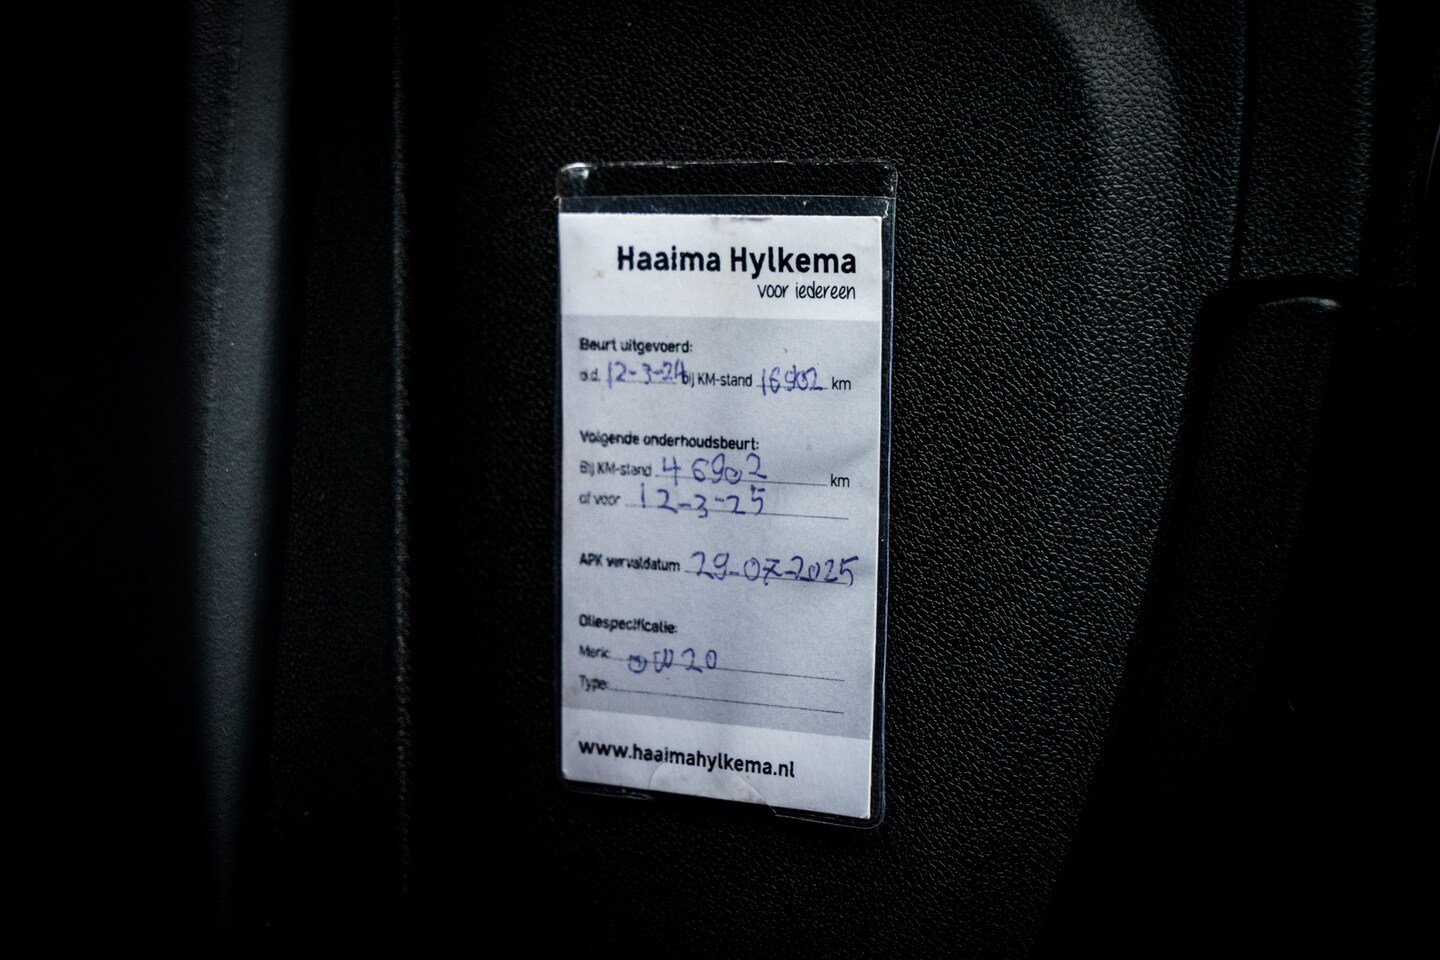 Haaima Hylkema
voor iedereen
Beurt uitgevoerd:
o.d. 12-3-24 bij KM-stand 16902 km
Volgende onderhoudsbeurt:
Bij KM-stand 46902 km
of voor 12-3-25
APK vervaldatum 29-07-2025
Oliespecificatie:
Merk: 0W20
Type:
www.haaimahylkema.nl